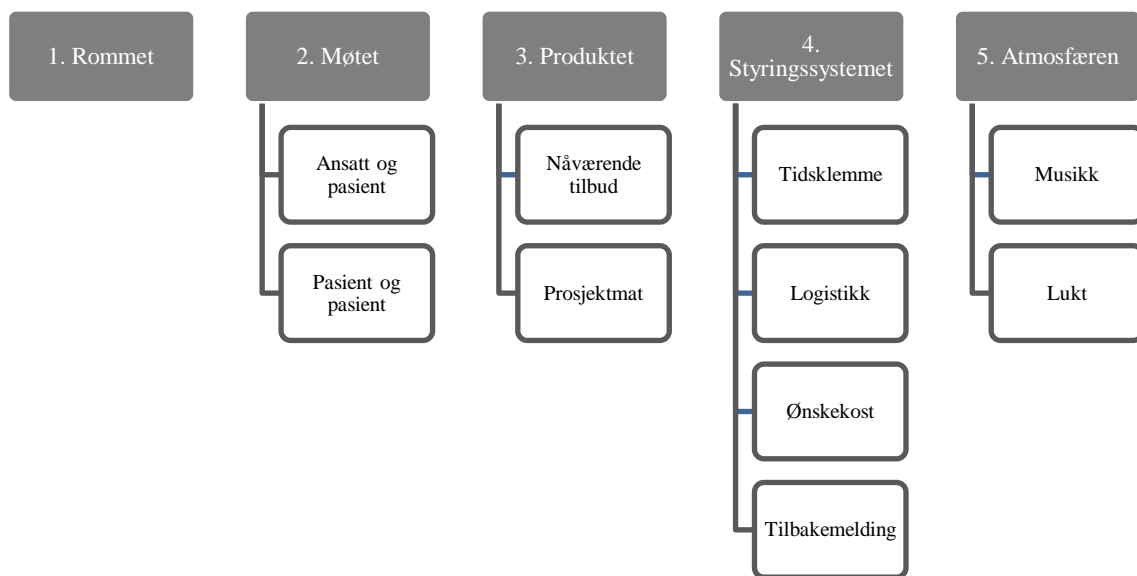 1. Rommet
2. Møtet
Ansatt og
pasient
Pasient og
pasient
3. Produktet
Nåværende
tilbud
Prosjektmat
4.
Styringssystemet
Tidsklemme
Logistikk
Ønskekost
Tilbakemelding
5. Atmosfæren
Musikk
Lukt